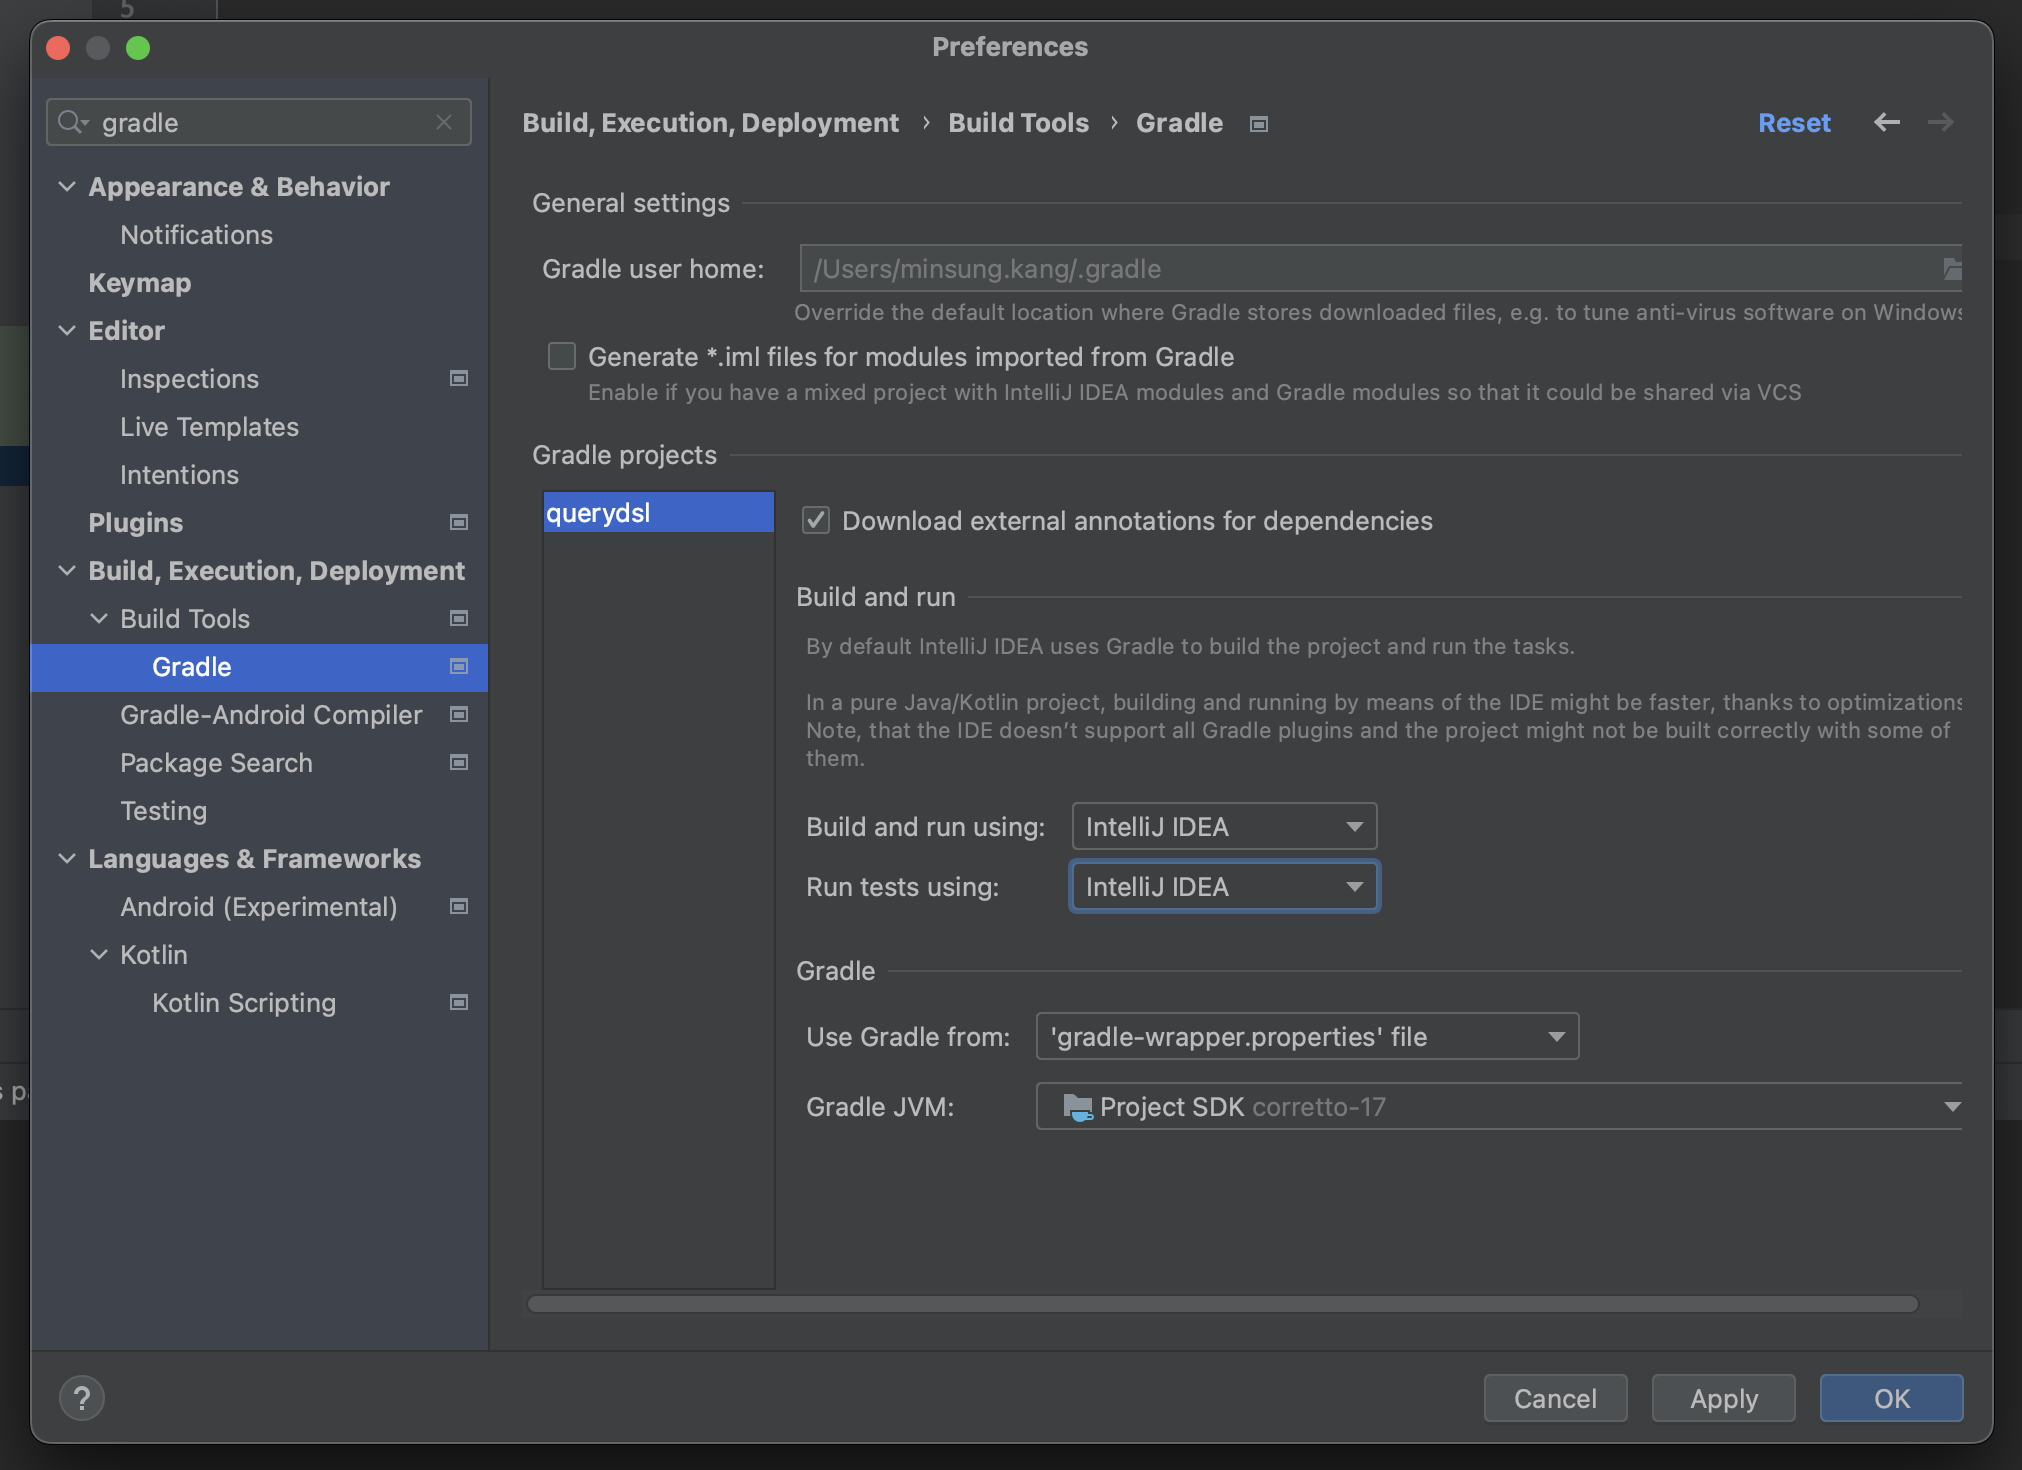 5
Preferences
gradle
Appearance & Behavior
Notifications
Keymap
Editor
Inspections
Live Templates
Intentions
Plugins
Build, Execution, Deployment
Build Tools
Gradle
Gradle-Android Compiler
Package Search
Testing
Languages & Frameworks
Android (Experimental)
Kotlin
Kotlin Scripting
Build, Execution, Deployment › Build Tools › Gradle
Reset
General settings
Gradle user home: /Users/minsung.kang/.gradle
Override the default location where Gradle stores downloaded files, e.g. to tune anti-virus software on Windows
Generate *.iml files for modules imported from Gradle
Enable if you have a mixed project with IntelliJ IDEA modules and Gradle modules so that it could be shared via VCS
Gradle projects
querydsl
Download external annotations for dependencies
Build and run
By default IntelliJ IDEA uses Gradle to build the project and run the tasks.
In a pure Java/Kotlin project, building and running by means of the IDE might be faster, thanks to optimizations
Note, that the IDE doesn't support all Gradle plugins and the project might not be built correctly with some of
them.
Build and run using: IntelliJ IDEA
Run tests using: IntelliJ IDEA
Gradle
Use Gradle from: 'gradle-wrapper.properties' file
Gradle JVM: Project SDK corretto-17
?
Cancel
Apply
OK